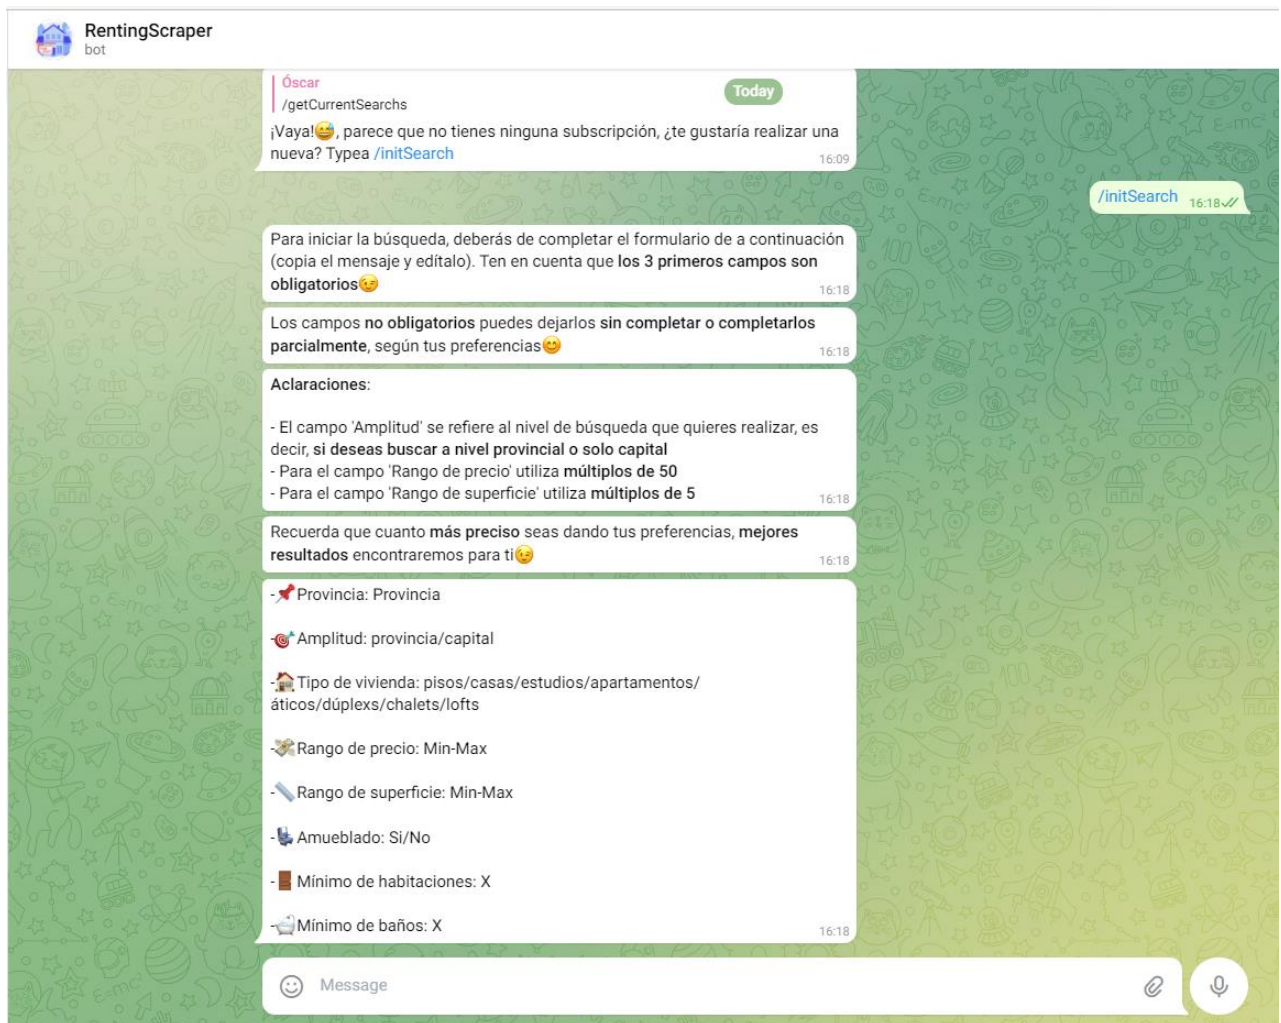 RentingScraper
bot
Óscar
/getCurrentSearchs
Today
¡Vaya!😅, parece que no tienes ninguna subscripción, ¿te gustaría realizar una
nueva? Typea /initSearch
16:09
/initSearch 16:18
Para iniciar la búsqueda, deberás de completar el formulario de a continuación
(copia el mensaje y edítalo). Ten en cuenta que los 3 primeros campos son
obligatorios😉
16:18
Los campos no obligatorios puedes dejarlos sin completar o completarlos
parcialmente, según tus preferencias😊
16:18
Aclaraciones:
- El campo 'Amplitud' se refiere al nivel de búsqueda que quieres realizar, es
decir, si deseas buscar a nivel provincial o solo capital
- Para el campo 'Rango de precio' utiliza múltiplos de 50
- Para el campo 'Rango de superficie' utiliza múltiplos de 5
16:18
Recuerda que cuanto más preciso seas dando tus preferencias, mejores
resultados encontraremos para ti😉
16:18
-📌Provincia: Provincia
-🎯Amplitud: provincia/capital
-🏠Tipo de vivienda: pisos/casas/estudios/apartamentos/
áticos/dúplexs/chalets/lofts
-💸Rango de precio: Min-Max
-📏Rango de superficie: Min-Max
-💺Amueblado: Si/No
-🚪Mínimo de habitaciones: X
-🛁Mínimo de baños: X
16:18
Message